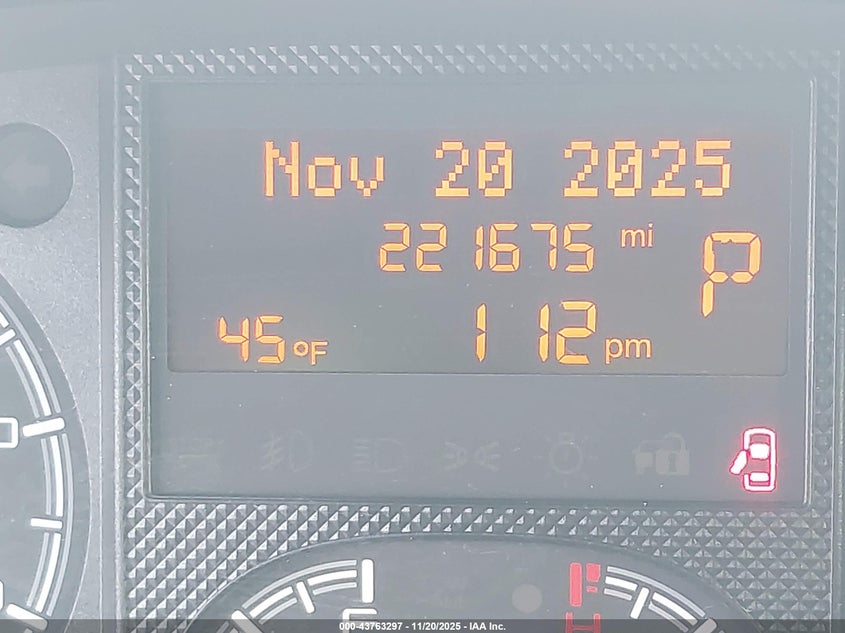 Nov 20 2025
221675 mi
P
45°F 1 12 pm
F H
000-43763297 - 11/20/2025 - IAA Inc.